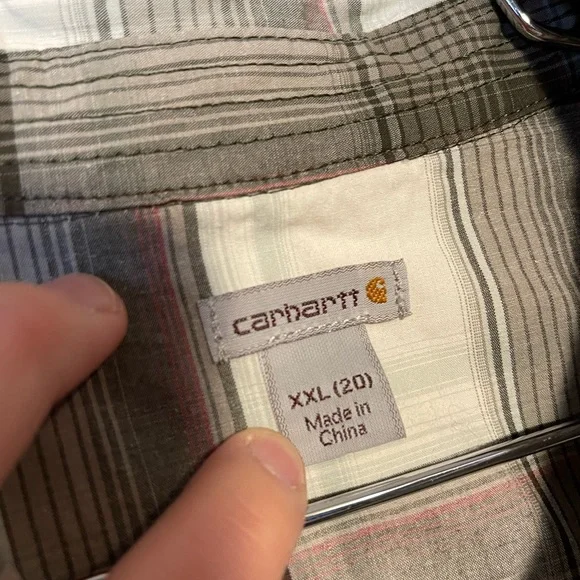 carhartt
XXL (20)
Made in
China